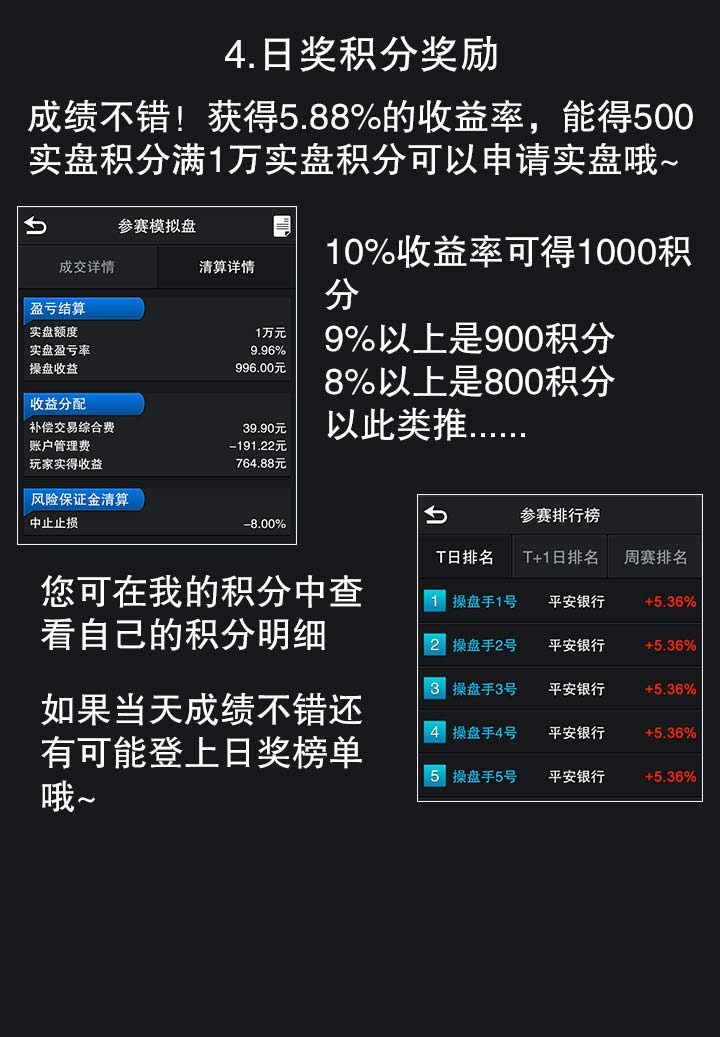 4.日奖积分奖励
成绩不错！获得5.88%的收益率，能得500
实盘积分满1万实盘积分可以申请实盘哦~
参赛模拟盘
成交详情 清算详情
盈亏结算
实盘额度 1万元
实盘盈亏率 9.96%
操盘收益 996.00元
收益分配
补偿交易综合费 39.90元
账户管理费 -191.22元
玩家实得收益 764.88元
风险保证金清算
中止止损 -8.00%
10%收益率可得1000积
分
9%以上是900积分
8%以上是800积分
以此类推......
您可在我的积分中查
看自己的积分明细
如果当天成绩不错还
有可能登上日奖榜单
哦~
参赛排行榜
T日排名 T+1日排名 周赛排名
1 操盘手1号 平安银行 +5.36%
2 操盘手2号 平安银行 +5.36%
3 操盘手3号 平安银行 +5.36%
4 操盘手4号 平安银行 +5.36%
5 操盘手5号 平安银行 +5.36%